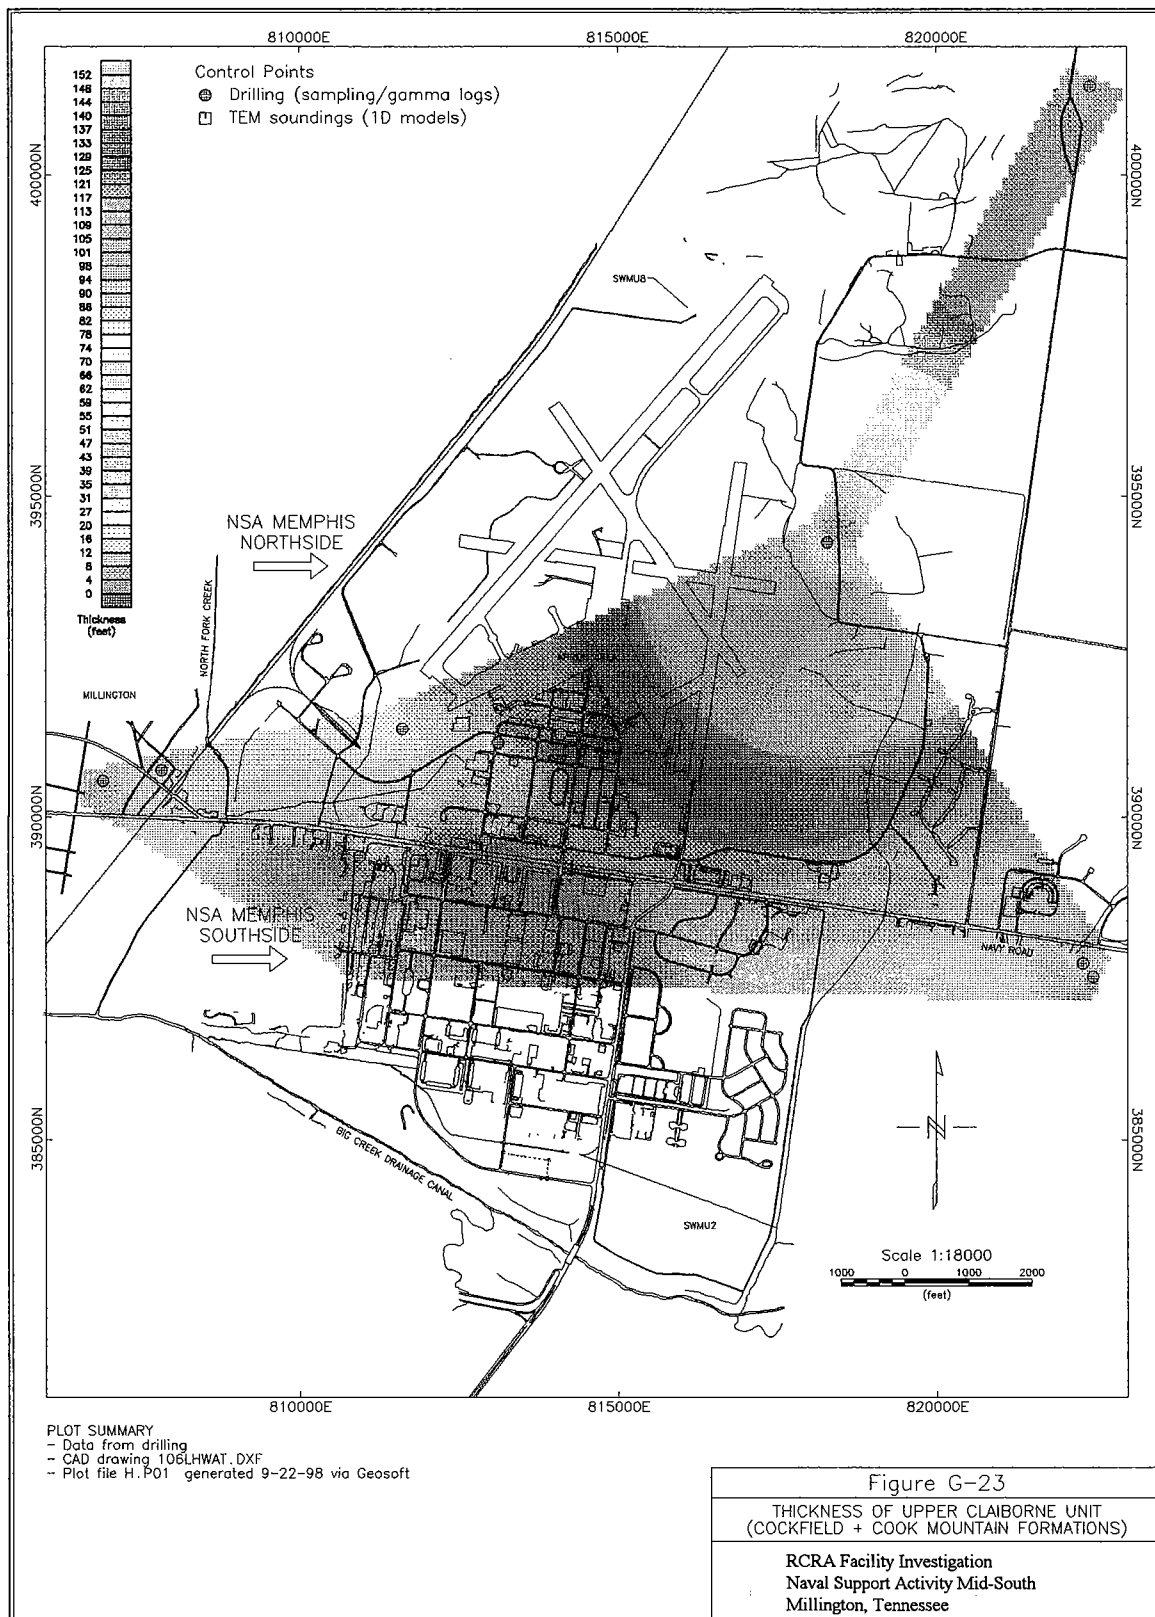 810000E
815000E
820000E
152
148
144
140
137
133
129
125
121
117
113
109
105
101
98
94
90
86
82
78
74
70
66
62
59
55
51
47
43
39
35
31
27
20
16
12
8
4
0
Thickness
(feet)
Control Points
Drilling (sampling/gamma logs)
TEM soundings (1D models)
400000N
400000N
SWMU8
395000N
395000N
NSA MEMPHIS
NORTHSIDE
NORTH FORK CREEK
MILLINGTON
390000N
390000N
NSA MEMPHIS
SOUTHSIDE
NAVY ROAD
385000N
385000N
BIG CREEK DRAINAGE CANAL
SWMU2
N
Scale 1:18000
1000 0 1000 2000
(feet)
810000E
815000E
820000E
PLOT SUMMARY
- Data from drilling
- CAD drawing 106LHWAT.DXF
- Plot file H.P01 generated 9-22-98 via Geosoft
Figure G-23
THICKNESS OF UPPER CLAIBORNE UNIT
(COCKFIELD + COOK MOUNTAIN FORMATIONS)
RCRA Facility Investigation
Naval Support Activity Mid-South
Millington, Tennessee